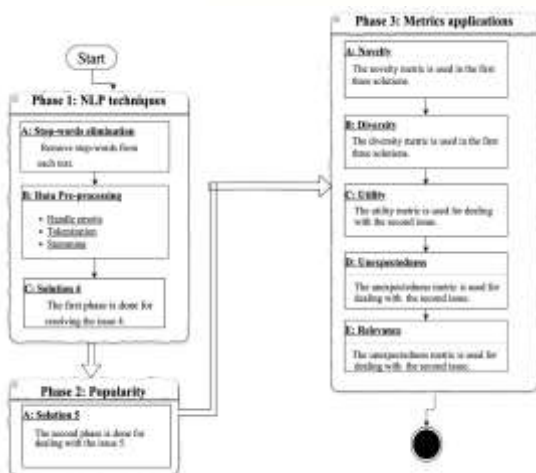 Start
Phase 1: NLP techniques
A: Stop-words elimination
Remove stop-words from
each text.
B: Data Pre-processing
Tokenization
Stemming
C: Solution 4
The first phase is done for
resolving the issue 4.
Phase 2: Popularity
A: Solution 5
The second phase is done for
dealing with the issue 5
Phase 3: Metrics applications
A: Novelty
The novelty metric is used in the first
three solutions.
B: Diversity
The diversity metric is used in the first
three solutions.
C: Utility
The utility metric is used for dealing
with the second issue.
D: Unexpectedness
The unexpectedness metric is used for
dealing with the second issue.
E: Relevance
The unexpectedness metric is used for
dealing with the second issue.